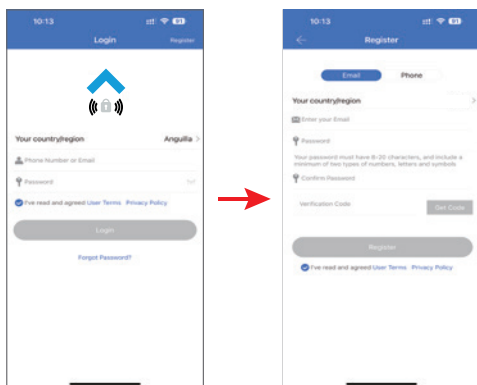 10:13
91
Login
Register
Your country/region
Anguilla
Phone Number or Email
Password
I've read and agreed User Terms Privacy Policy
Login
Forgot Password?
10:13
91
Register
Email
Phone
Your country/region
Enter your Email
Password
Your password must have 8-20 characters, and include a
minimum of two types of numbers, letters and symbols
Confirm Password
Verification Code
Get Code
Register
I've read and agreed User Terms Privacy Policy